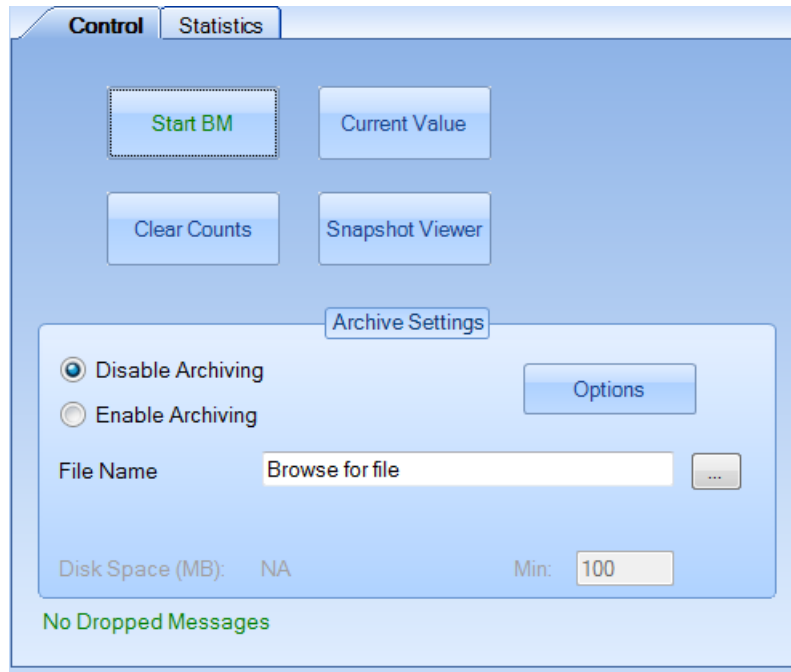 Control Statistics
Start BM Current Value
Clear Counts Snapshot Viewer
Archive Settings
Disable Archiving
Options
Enable Archiving
File Name Browse for file ...
Disk Space (MB): NA Min: 100
No Dropped Messages